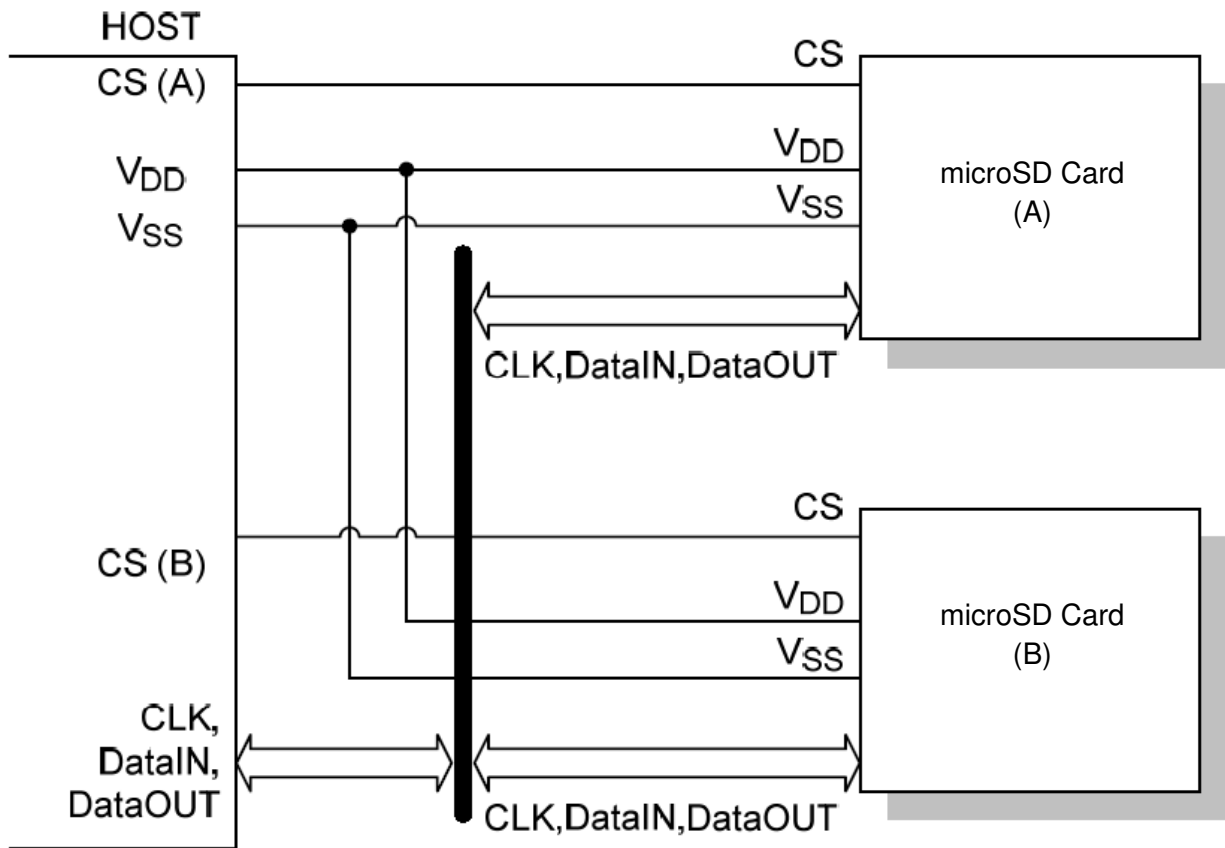 HOST
CS (A)
CS
VDD
VDD
VSS
VSS
microSD Card
(A)
CLK,DataIN,DataOUT
CS (B)
CS
VDD
VSS
microSD Card
(B)
CLK,
DataIN,
DataOUT
CLK,DataIN,DataOUT